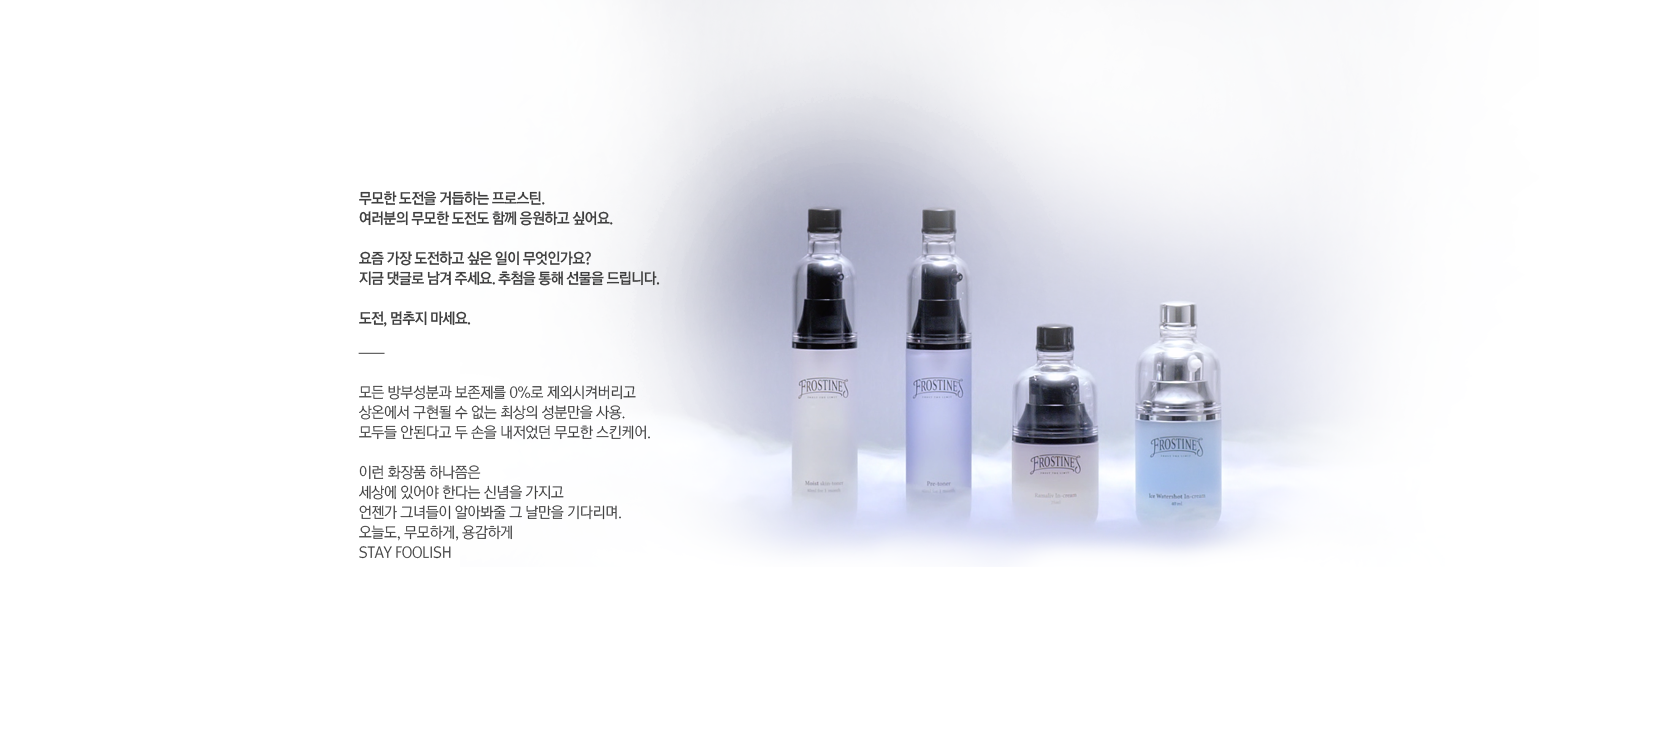 무모한 도전을 거듭하는 프로스틴.
여러분의 무모한 도전도 함께 응원하고 싶어요.
요즘 가장 도전하고 싶은 일이 무엇인가요?
지금 댓글로 남겨 주세요. 추첨을 통해 선물을 드립니다.
도전, 멈추지 마세요.
모든 방부성분과 보존제를 0%로 제외시켜버리고
상온에서 구현될 수 없는 최상의 성분만을 사용.
모두들 안된다고 두 손을 내저었던 무모한 스킨케어.
이런 화장품 하나쯤은
세상에 있어야 한다는 신념을 가지고
언젠가 그녀들이 알아봐줄 그 날만을 기다리며.
오늘도, 무모하게, 용감하게
STAY FOOLISH
FROSTINE'S
FROSTINE'S
Pre-toner
FROSTINE'S
FROSTINE'S
Ice Watershot In-cream